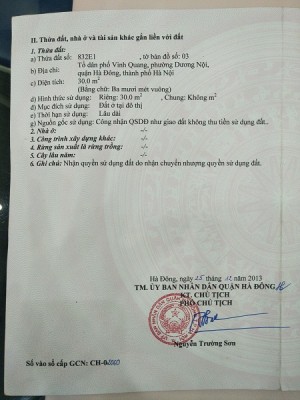 II. Thửa đất, nhà ở và tài sản khác gắn liền với đất
1. Thửa đất:
a) Thửa đất số: 832E1 , tờ bản đồ số: 03
b) Địa chỉ: Tổ dân phố Vinh Quang, phường Dương Nội,
quận Hà Đông, thành phố Hà Nội
c) Diện tích: 30.0 m²
(Bằng chữ: Ba mươi mét vuông)
d) Hình thức sử dụng: Riêng: 30.0 m² , Chung: Không m²
đ) Mục đích sử dụng: Đất ở tại đô thị
e) Thời hạn sử dụng: Lâu dài
g) Nguồn gốc sử dụng: Công nhận QSDĐ như giao đất không thu tiền sử dụng đất..
2. Nhà ở: -/-
3. Công trình xây dựng khác: -/-
4. Rừng sản xuất là rừng trồng: -/-
5. Cây lâu năm: -/-
6. Ghi chú: Nhận quyền sử dụng đất do nhận chuyển nhượng quyền sử dụng đất.
Hà Đông, ngày 25 tháng 12 năm 2013
TM. ỦY BAN NHÂN DÂN QUẬN HÀ ĐÔNG
KT. CHỦ TỊCH
PHÓ CHỦ TỊCH
Nguyễn Trường Sơn
Số vào sổ cấp GCN: CH-0